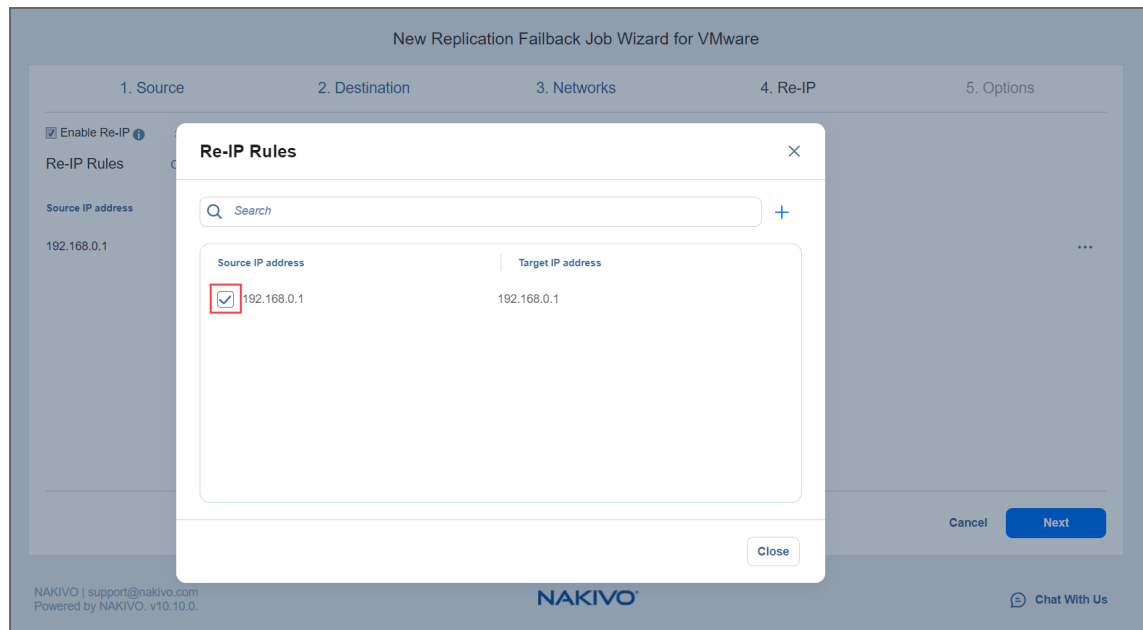 New Replication Failback Job Wizard for VMware
1. Source 2. Destination 3. Networks 4. Re-IP 5. Options
Enable Re-IP
Re-IP Rules
Source IP address
192.168.0.1
...
Re-IP Rules
Search
Source IP address Target IP address
192.168.0.1 192.168.0.1
Close
Cancel Next
NAKIVO | support@nakivo.com
Powered by NAKIVO. v10.10.0.
NAKIVO®
Chat With Us